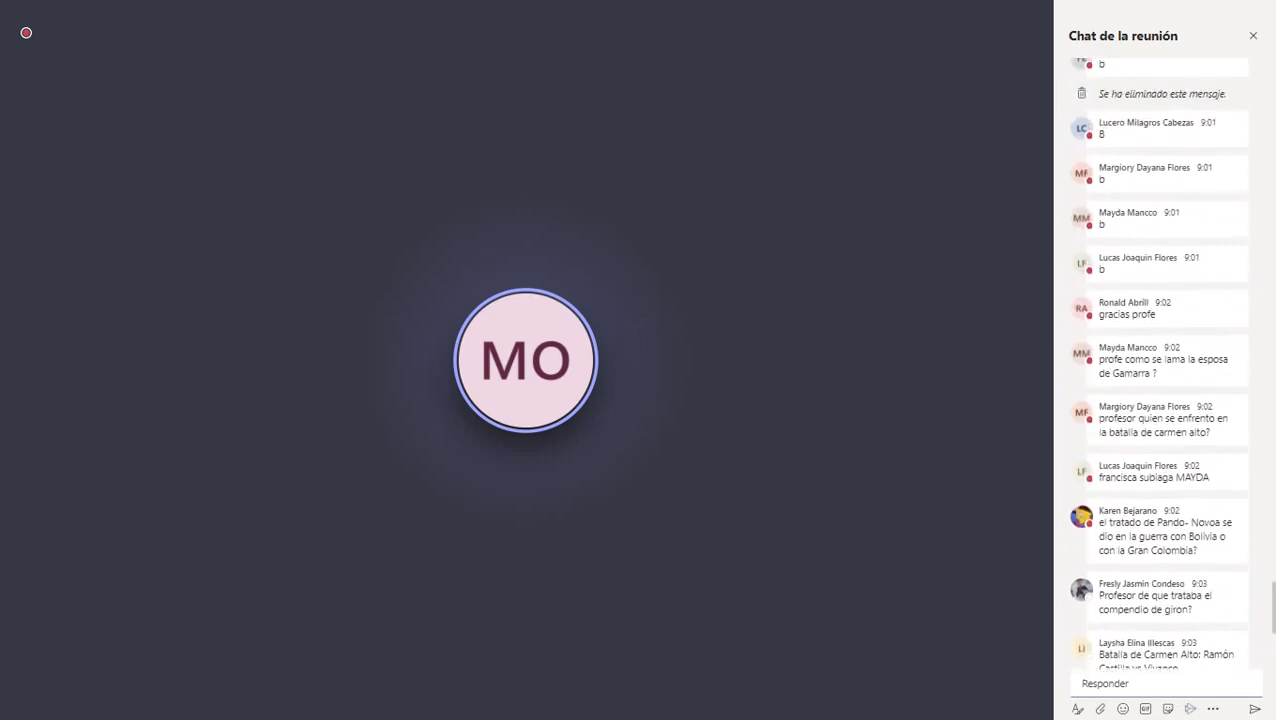 Chat de la reunión
b
Se ha eliminado este mensaje.
LC
Lucero Milagros Cabezas 9:01
B
MF
Margiory Dayana Flores 9:01
b
MM
Mayda Mancco 9:01
b
LF
Lucas Joaquin Flores 9:01
b
RA
Ronald Abrill 9:02
gracias profe
MM
Mayda Mancco 9:02
profe como se lama la esposa
de Gamarra ?
MF
Margiory Dayana Flores 9:02
profesor quien se enfrento en
la batalla de carmen alto?
LF
Lucas Joaquin Flores 9:02
francisca subiaga MAYDA
Karen Bejarano 9:02
el tratado de Pando- Novoa se
dio en la guerra con Bolivia o
con la Gran Colombia?
Fresly Jasmin Condeso 9:03
Profesor de que trataba el
compendio de giron?
LI
Laysha Elina Illescas 9:03
Batalla de Carmen Alto: Ramón
Castilla vs Vivanco
Responder
GIF
MO